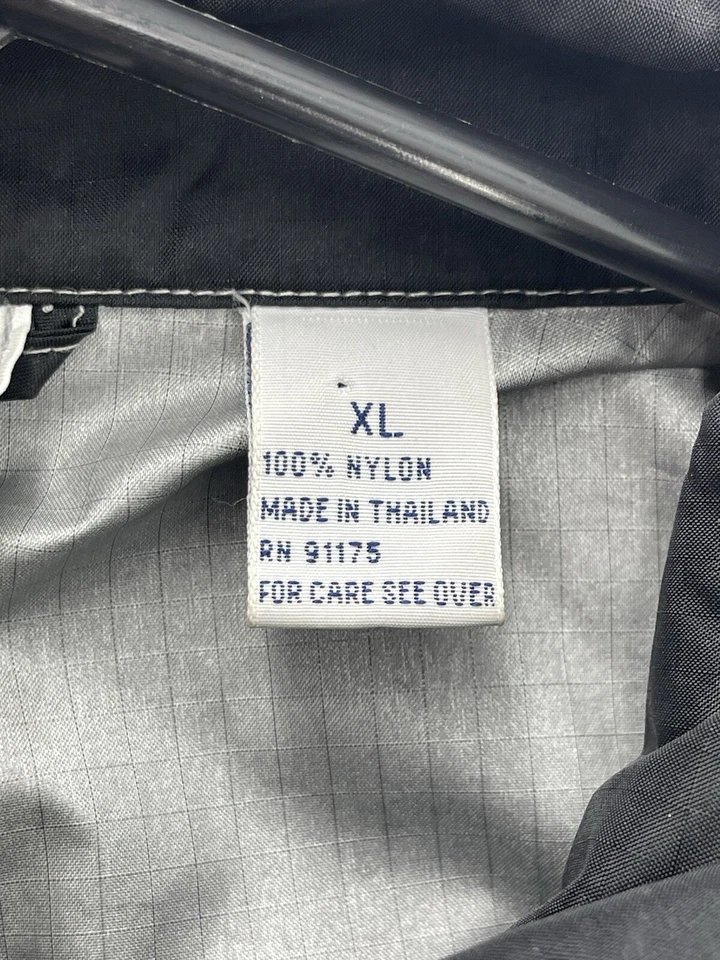 XL
100% NYLON
MADE IN THAILAND
RN 91175
FOR CARE SEE OVER